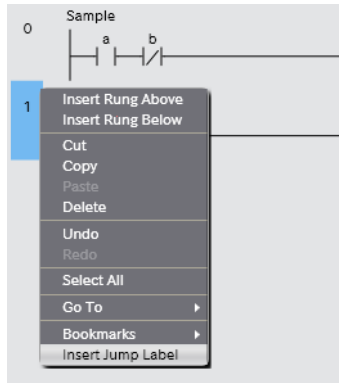 Sample
0
a b
1
Insert Rung Above
Insert Rung Below
Cut
Copy
Paste
Delete
Undo
Redo
Select All
Go To
Bookmarks
Insert Jump Label